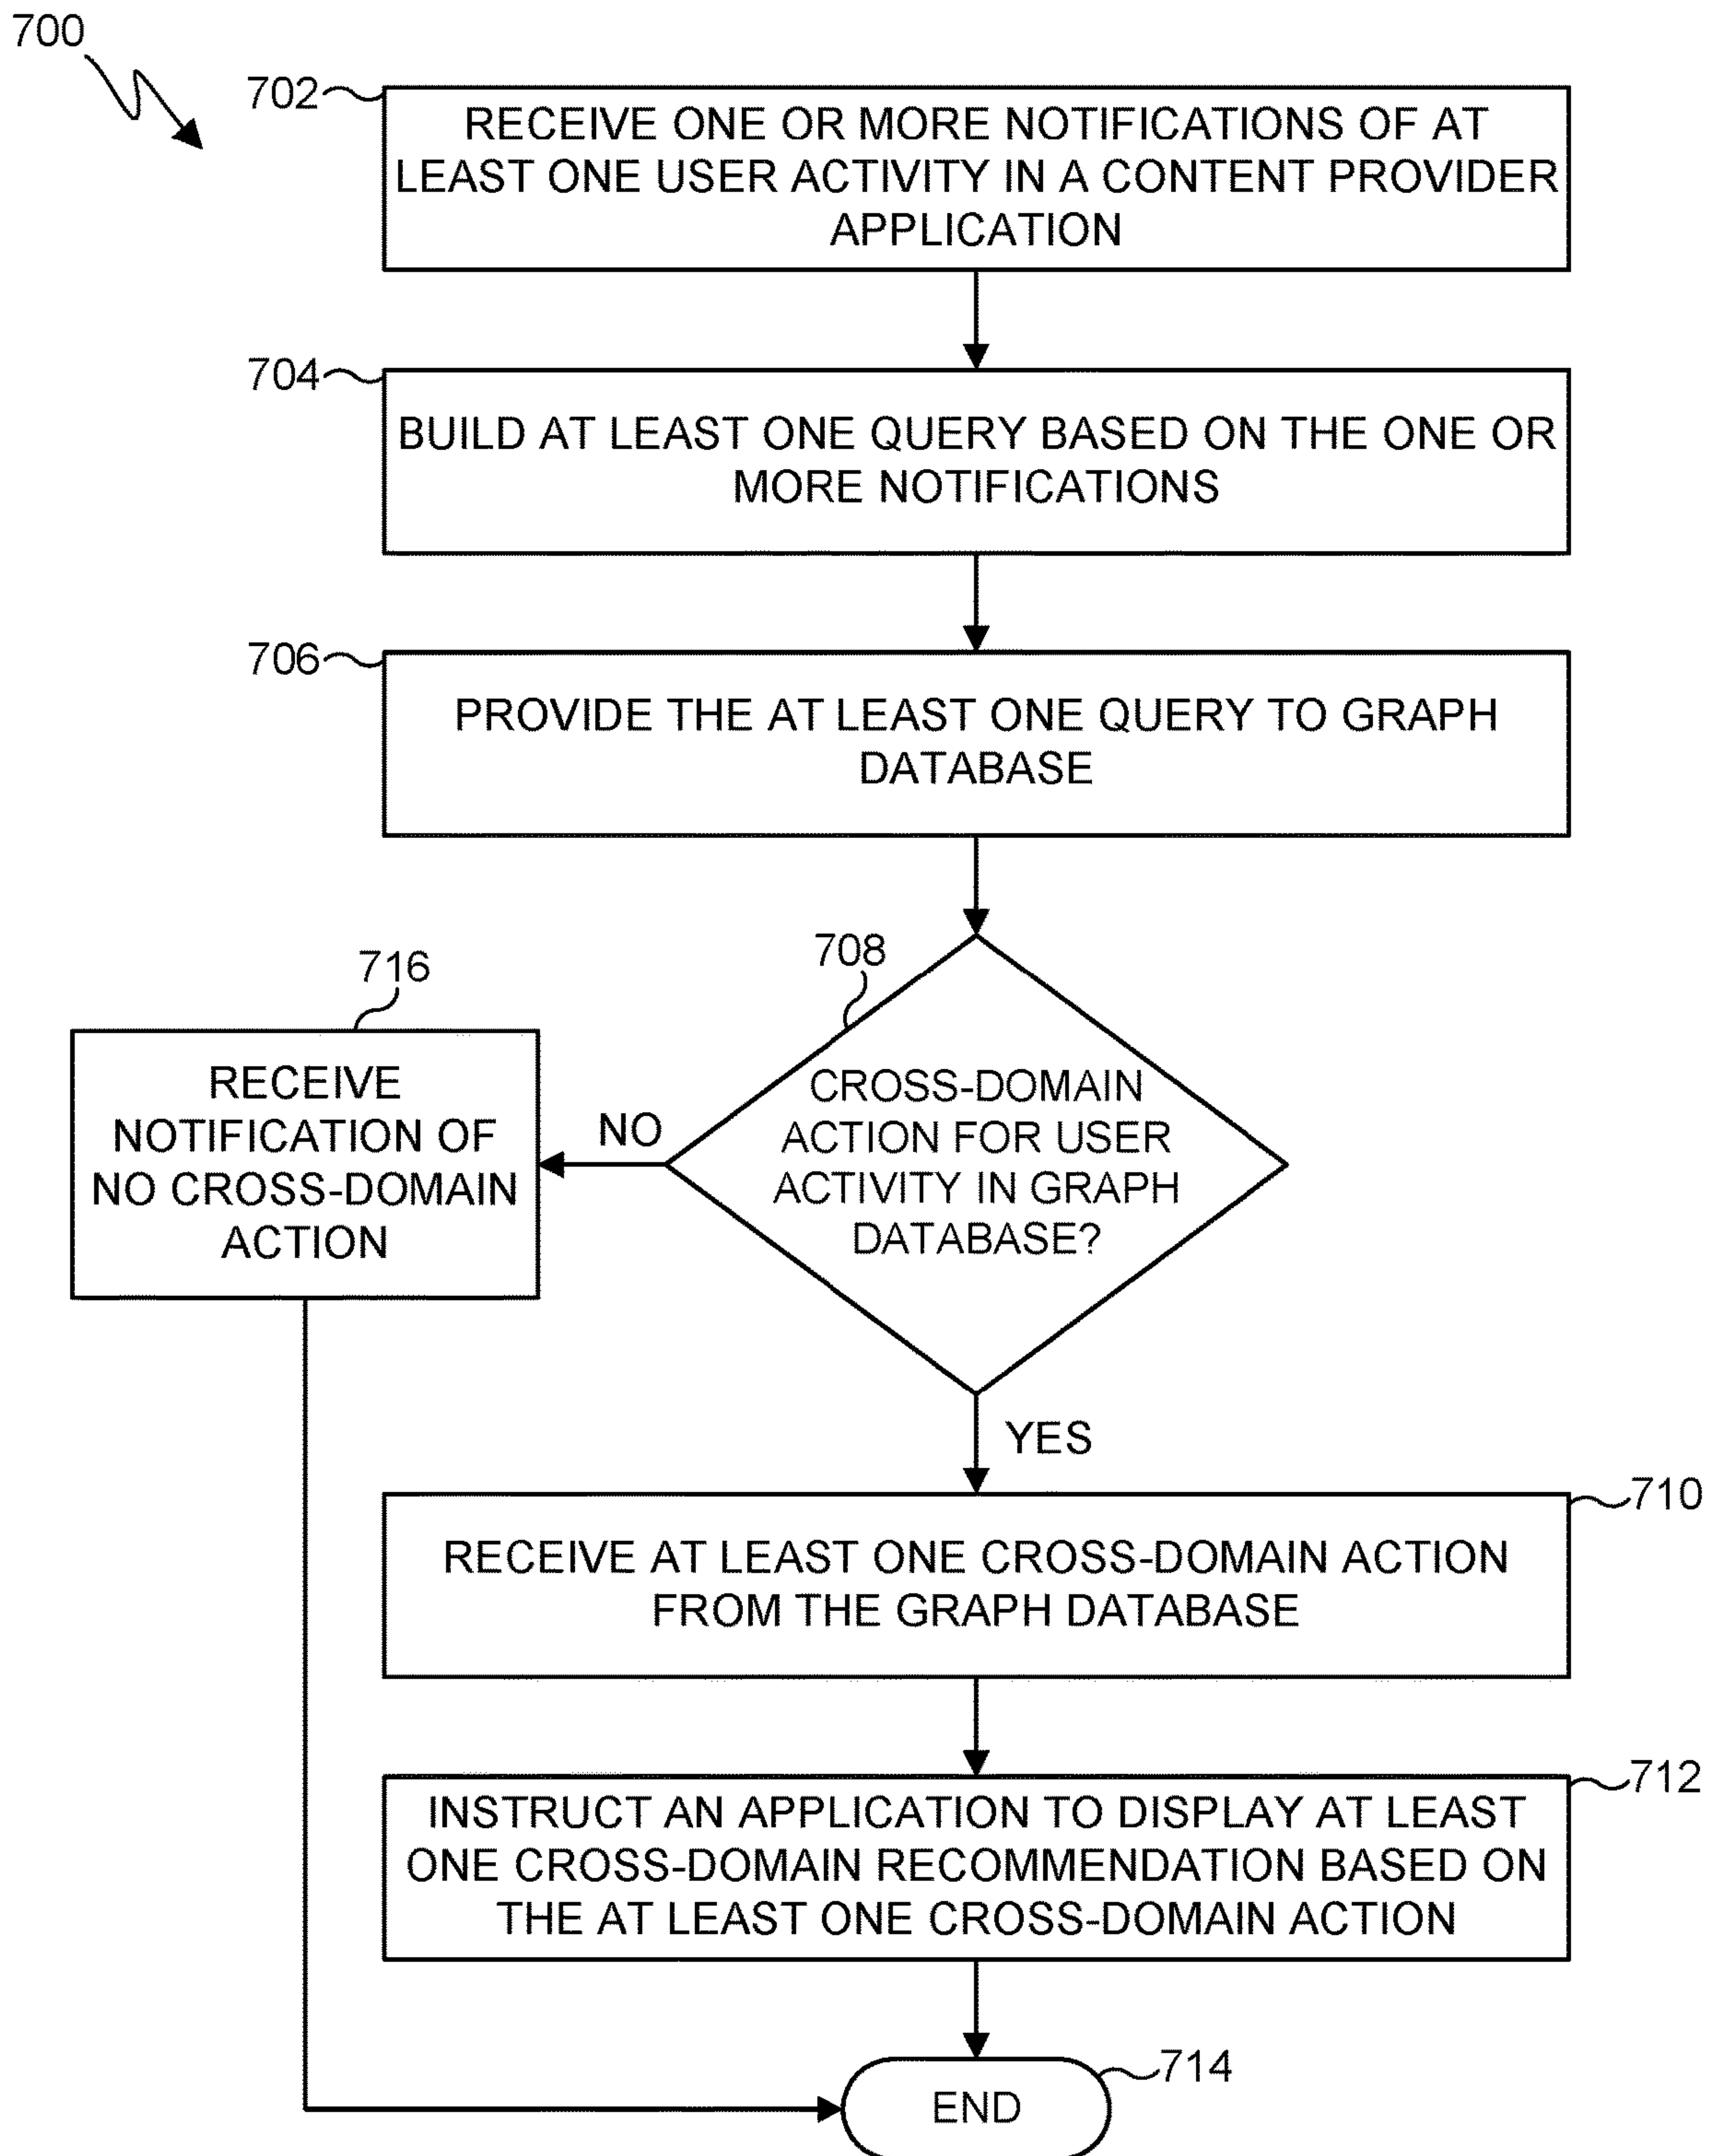 700
702
RECEIVE ONE OR MORE NOTIFICATIONS OF AT
LEAST ONE USER ACTIVITY IN A CONTENT PROVIDER
APPLICATION
704
BUILD AT LEAST ONE QUERY BASED ON THE ONE OR
MORE NOTIFICATIONS
706
PROVIDE THE AT LEAST ONE QUERY TO GRAPH
DATABASE
708
CROSS-DOMAIN
ACTION FOR USER
ACTIVITY IN GRAPH
DATABASE?
NO
716
RECEIVE
NOTIFICATION OF
NO CROSS-DOMAIN
ACTION
YES
710
RECEIVE AT LEAST ONE CROSS-DOMAIN ACTION
FROM THE GRAPH DATABASE
712
INSTRUCT AN APPLICATION TO DISPLAY AT LEAST
ONE CROSS-DOMAIN RECOMMENDATION BASED ON
THE AT LEAST ONE CROSS-DOMAIN ACTION
714
END